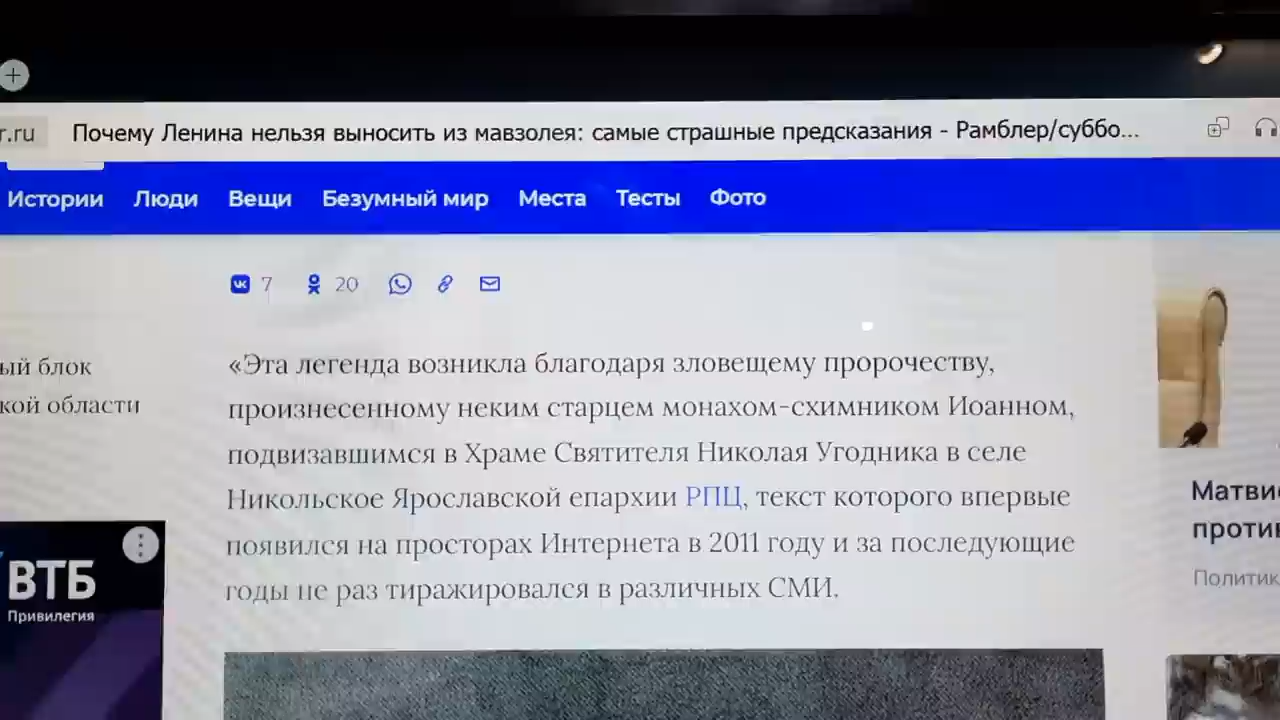 r.ru Почему Ленина нельзя выносить из мавзолея: самые страшные предсказания - Рамблер/суббо...
Истории Люди Вещи Безумный мир Места Тесты Фото
7 20
ый блок
кой области
«Эта легенда возникла благодаря зловещему пророчеству,
произнесенному неким старцем монахом-схимником Иоанном,
подвизавшимся в Храме Святителя Николая Угодника в селе
Никольское Ярославской епархии РПЦ, текст которого впервые
появился на просторах Интернета в 2011 году и за последующие
годы не раз тиражировался в различных СМИ.
ВТБ
Привилегия
Матви
проти
Политик